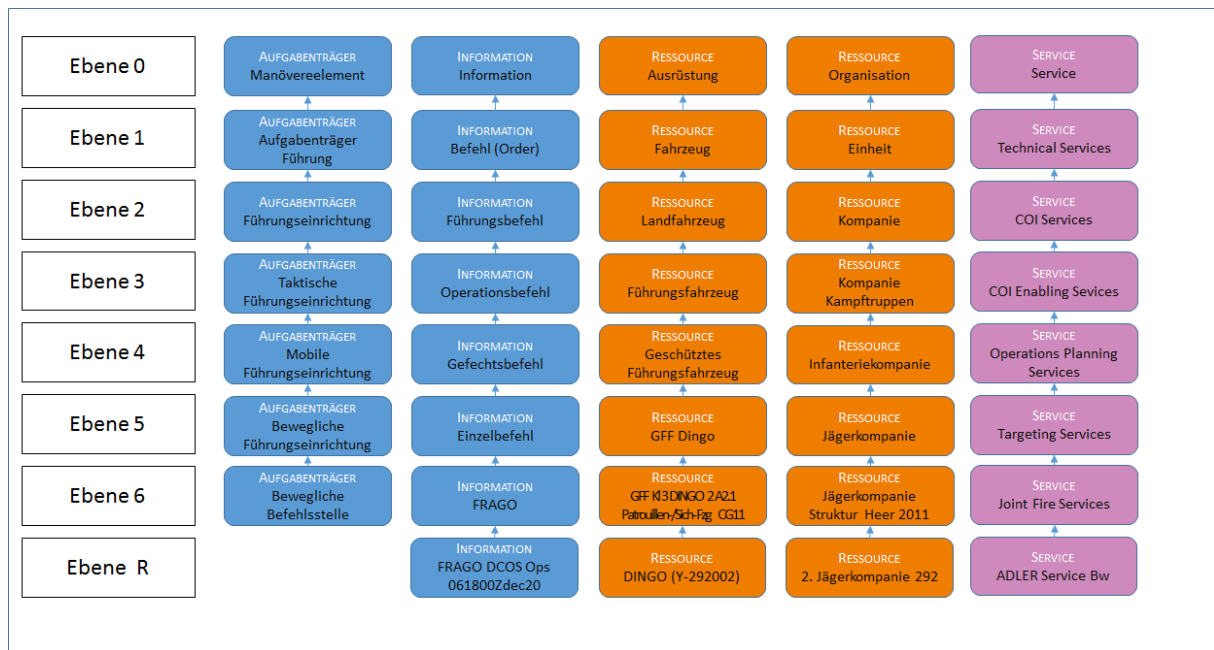 Ebene 0
AUFGABENTRÄGER
Manövereelement
INFORMATION
Information
RESSOURCE
Ausrüstung
RESSOURCE
Organisation
SERVICE
Service
Ebene 1
AUFGABENTRÄGER
Aufgabenträger
Führung
INFORMATION
Befehl (Order)
RESSOURCE
Fahrzeug
RESSOURCE
Einheit
SERVICE
Technical Services
Ebene 2
AUFGABENTRÄGER
Führungseinrichtung
INFORMATION
Führungsbefehl
RESSOURCE
Landfahrzeug
RESSOURCE
Kompanie
SERVICE
COI Services
Ebene 3
AUFGABENTRÄGER
Taktische
Führungseinrichtung
INFORMATION
Operationsbefehl
RESSOURCE
Führungsfahrzeug
RESSOURCE
Kompanie
Kampftruppen
SERVICE
COI Enabling Sevices
Ebene 4
AUFGABENTRÄGER
Mobile
Führungseinrichtung
INFORMATION
Gefechtsbefehl
RESSOURCE
Geschütztes
Führungsfahrzeug
RESSOURCE
Infanteriekompanie
SERVICE
Operations Planning
Services
Ebene 5
AUFGABENTRÄGER
Bewegliche
Führungseinrichtung
INFORMATION
Einzelbefehl
RESSOURCE
GFF Dingo
RESSOURCE
Jägerkompanie
SERVICE
Targeting Services
Ebene 6
AUFGABENTRÄGER
Bewegliche
Befehlsstelle
INFORMATION
FRAGO
RESSOURCE
GFF Kl3 DINGO 2 A2.1
Patrouillen-/Sich-Fzg CG11
RESSOURCE
Jägerkompanie
Struktur Heer 2011
SERVICE
Joint Fire Services
Ebene R
INFORMATION
FRAGO DCOS Ops
061800Zdec20
RESSOURCE
DINGO (Y-292002)
RESSOURCE
2. Jägerkompanie 292
SERVICE
ADLER Service Bw